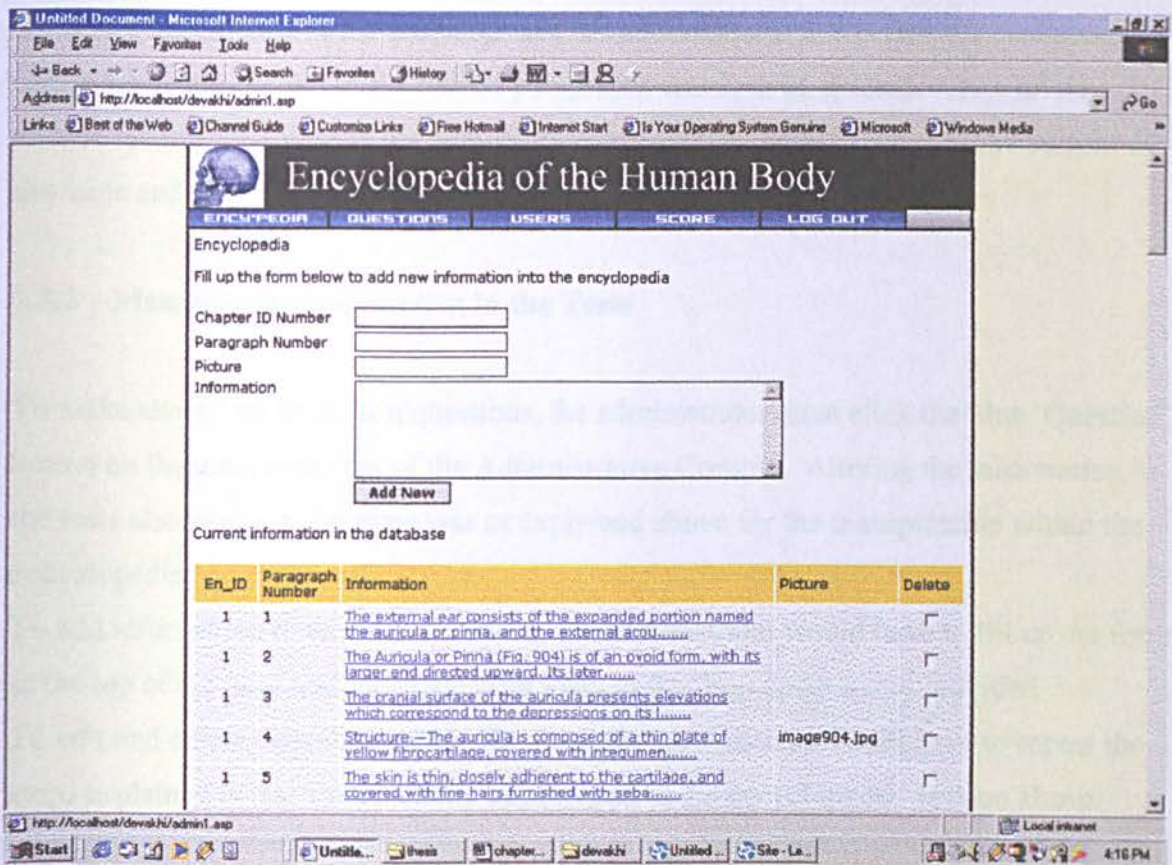 Untitled Document - Microsoft Internet Explorer
File Edit View Favorites Tools Help
Back Search Favorites History
Address http://localhost/devakhi/admin1.asp Go
Links Best of the Web Channel Guide Customize Links Free Hotmail Internet Start Is Your Operating System Genuine Microsoft Windows Media
Encyclopedia of the Human Body
ENCYPEDIA QUESTIONS USERS SCORE LOG OUT
Encyclopedia
Fill up the form below to add new information into the encyclopedia
Chapter ID Number
Paragraph Number
Picture
Information
Add New
Current information in the database
En_ID Paragraph Number Information Picture Delete
1 1 The external ear consists of the expanded portion named
the auricula or pinna, and the external acou.......
1 2 The Auricula or Pinna (Fig. 904) is of an ovoid form, with its
larger end directed upward. Its later.......
1 3 The cranial surface of the auricula presents elevations
which correspond to the depressions on its l.......
1 4 Structure.—The auricula is composed of a thin plate of image904.jpg
yellow fibrocartilage, covered with integumen.......
1 5 The skin is thin, closely adherent to the cartilage, and
covered with fine hairs furnished with seba.......
http://localhost/devakhi/admin1.asp Local intranet
Start Untitle... thesis chapter... devakhi Untitled ... Site - Le... 4:16 PM